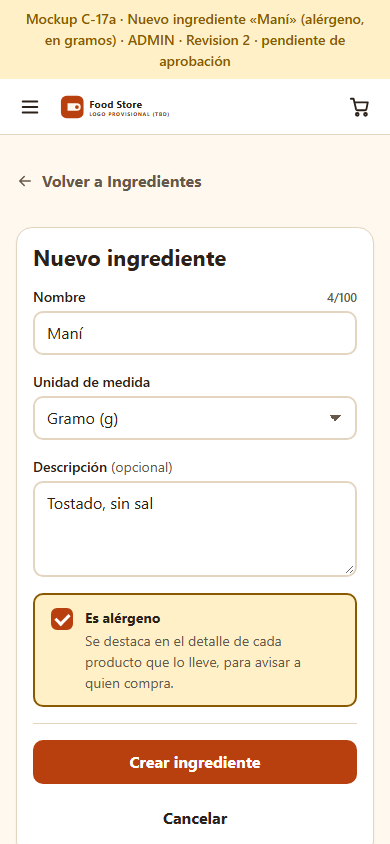 Mockup C-17a · Nuevo ingrediente «Maní» (alérgeno,
en gramos) · ADMIN · Revision 2 · pendiente de
aprobación
Food Store
LOGO PROVISIONAL (TBD)
← Volver a Ingredientes
Nuevo ingrediente
Nombre 4/100
Maní
Unidad de medida
Gramo (g)
Descripción (opcional)
Tostado, sin sal
Es alérgeno
Se destaca en el detalle de cada
producto que lo lleve, para avisar a
quien compra.
Crear ingrediente
Cancelar